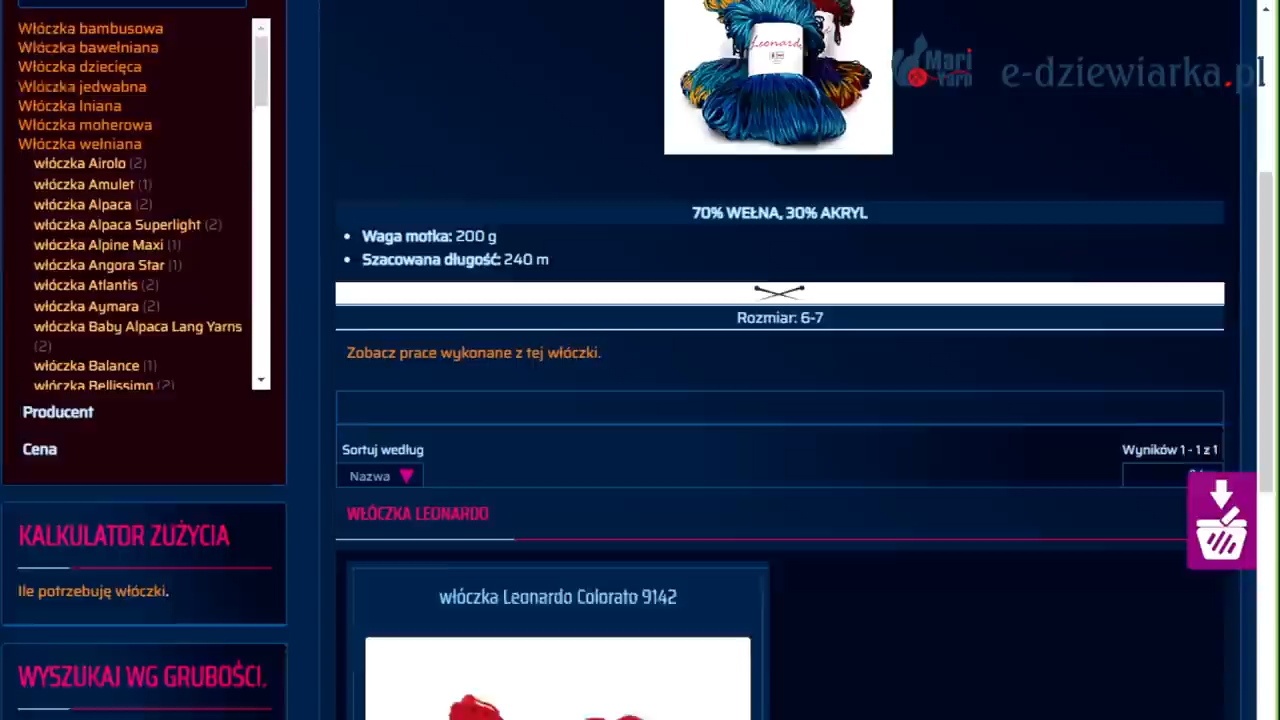 Włóczka bambusowa
Włóczka bawełniana
Włóczka dziecięca
Włóczka jedwabna
Włóczka lniana
Włóczka moherowa
Włóczka wełniana
włóczka Airolo (2)
włóczka Amulet (1)
włóczka Alpaca (2)
włóczka Alpaca Superlight (2)
włóczka Alpine Maxi (1)
włóczka Angora Star (1)
włóczka Atlantis (2)
włóczka Aymara (2)
włóczka Baby Alpaca Lang Yarns
(2)
włóczka Balance (1)
włóczka Bellissimo (2)
Producent
Cena
KALKULATOR ZUŻYCIA
Ile potrzebuję włóczki.
WYSZUKAJ WG GRUBOŚCI.
Leonardo
Mari
Yarn
e-dziewiarka.pl
70% WEŁNA, 30% AKRYL
• Waga motka: 200 g
• Szacowana długość: 240 m
Rozmiar: 6-7
Zobacz prace wykonane z tej włóczki.
Sortuj według
Wyników 1 - 1 z 1
Nazwa
WŁÓCZKA LEONARDO
włóczka Leonardo Colorato 9142